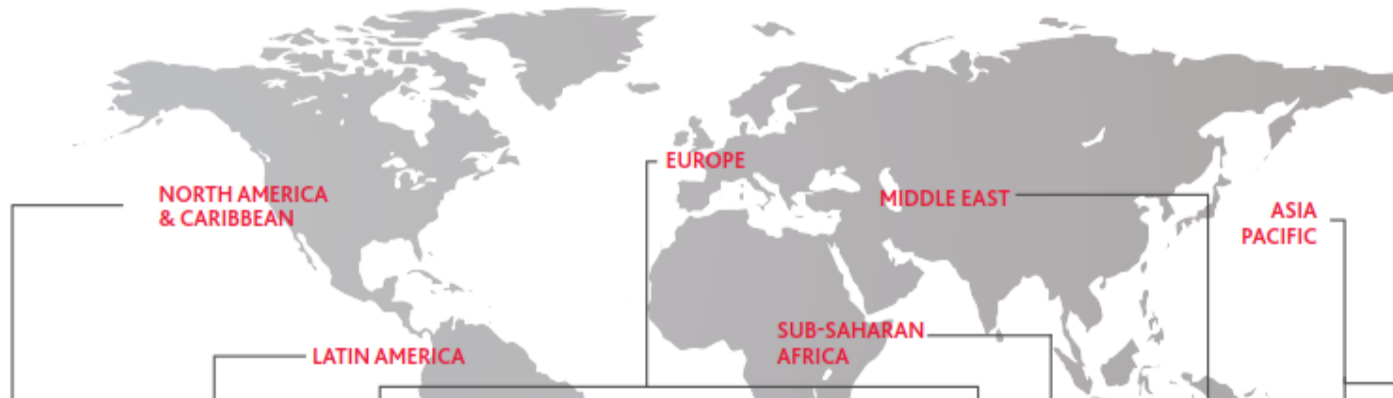 EUROPE
NORTH AMERICA
& CARIBBEAN
MIDDLE EAST
ASIA
PACIFIC
SUB-SAHARAN
AFRICA
LATIN AMERICA